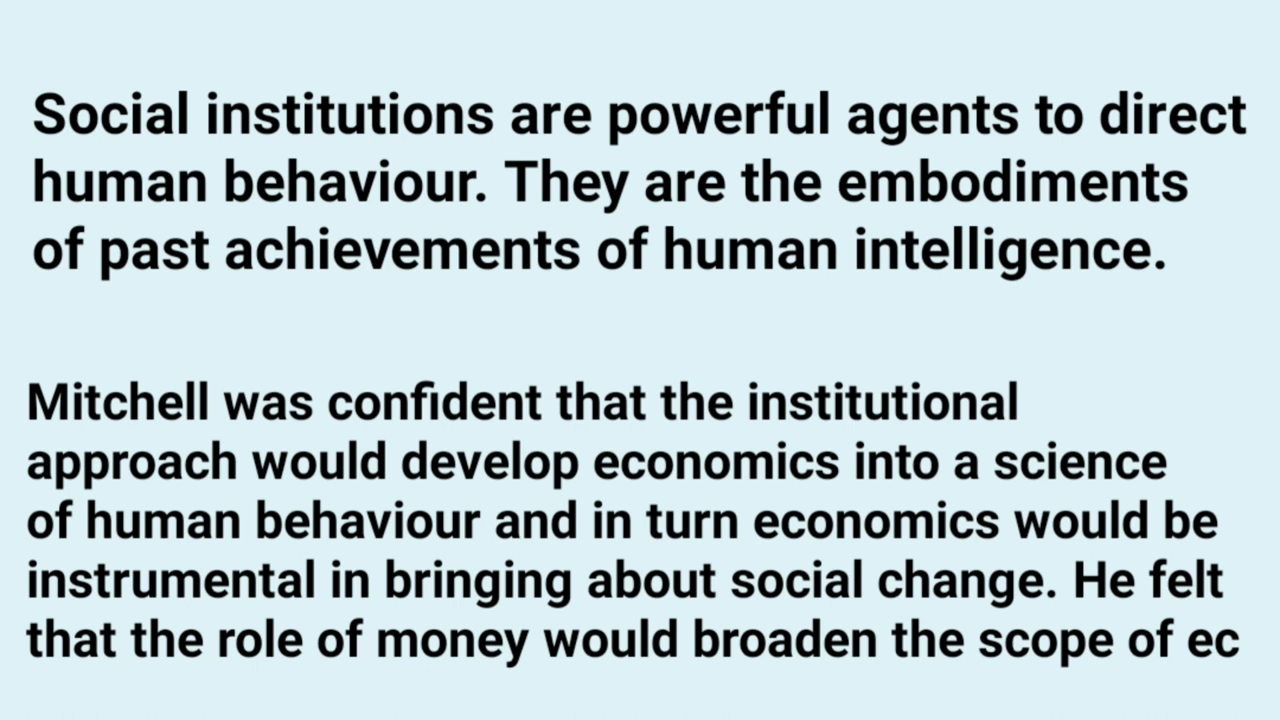 Social institutions are powerful agents to direct
human behaviour. They are the embodiments
of past achievements of human intelligence.
Mitchell was confident that the institutional
approach would develop economics into a science
of human behaviour and in turn economics would be
instrumental in bringing about social change. He felt
that the role of money would broaden the scope of ec